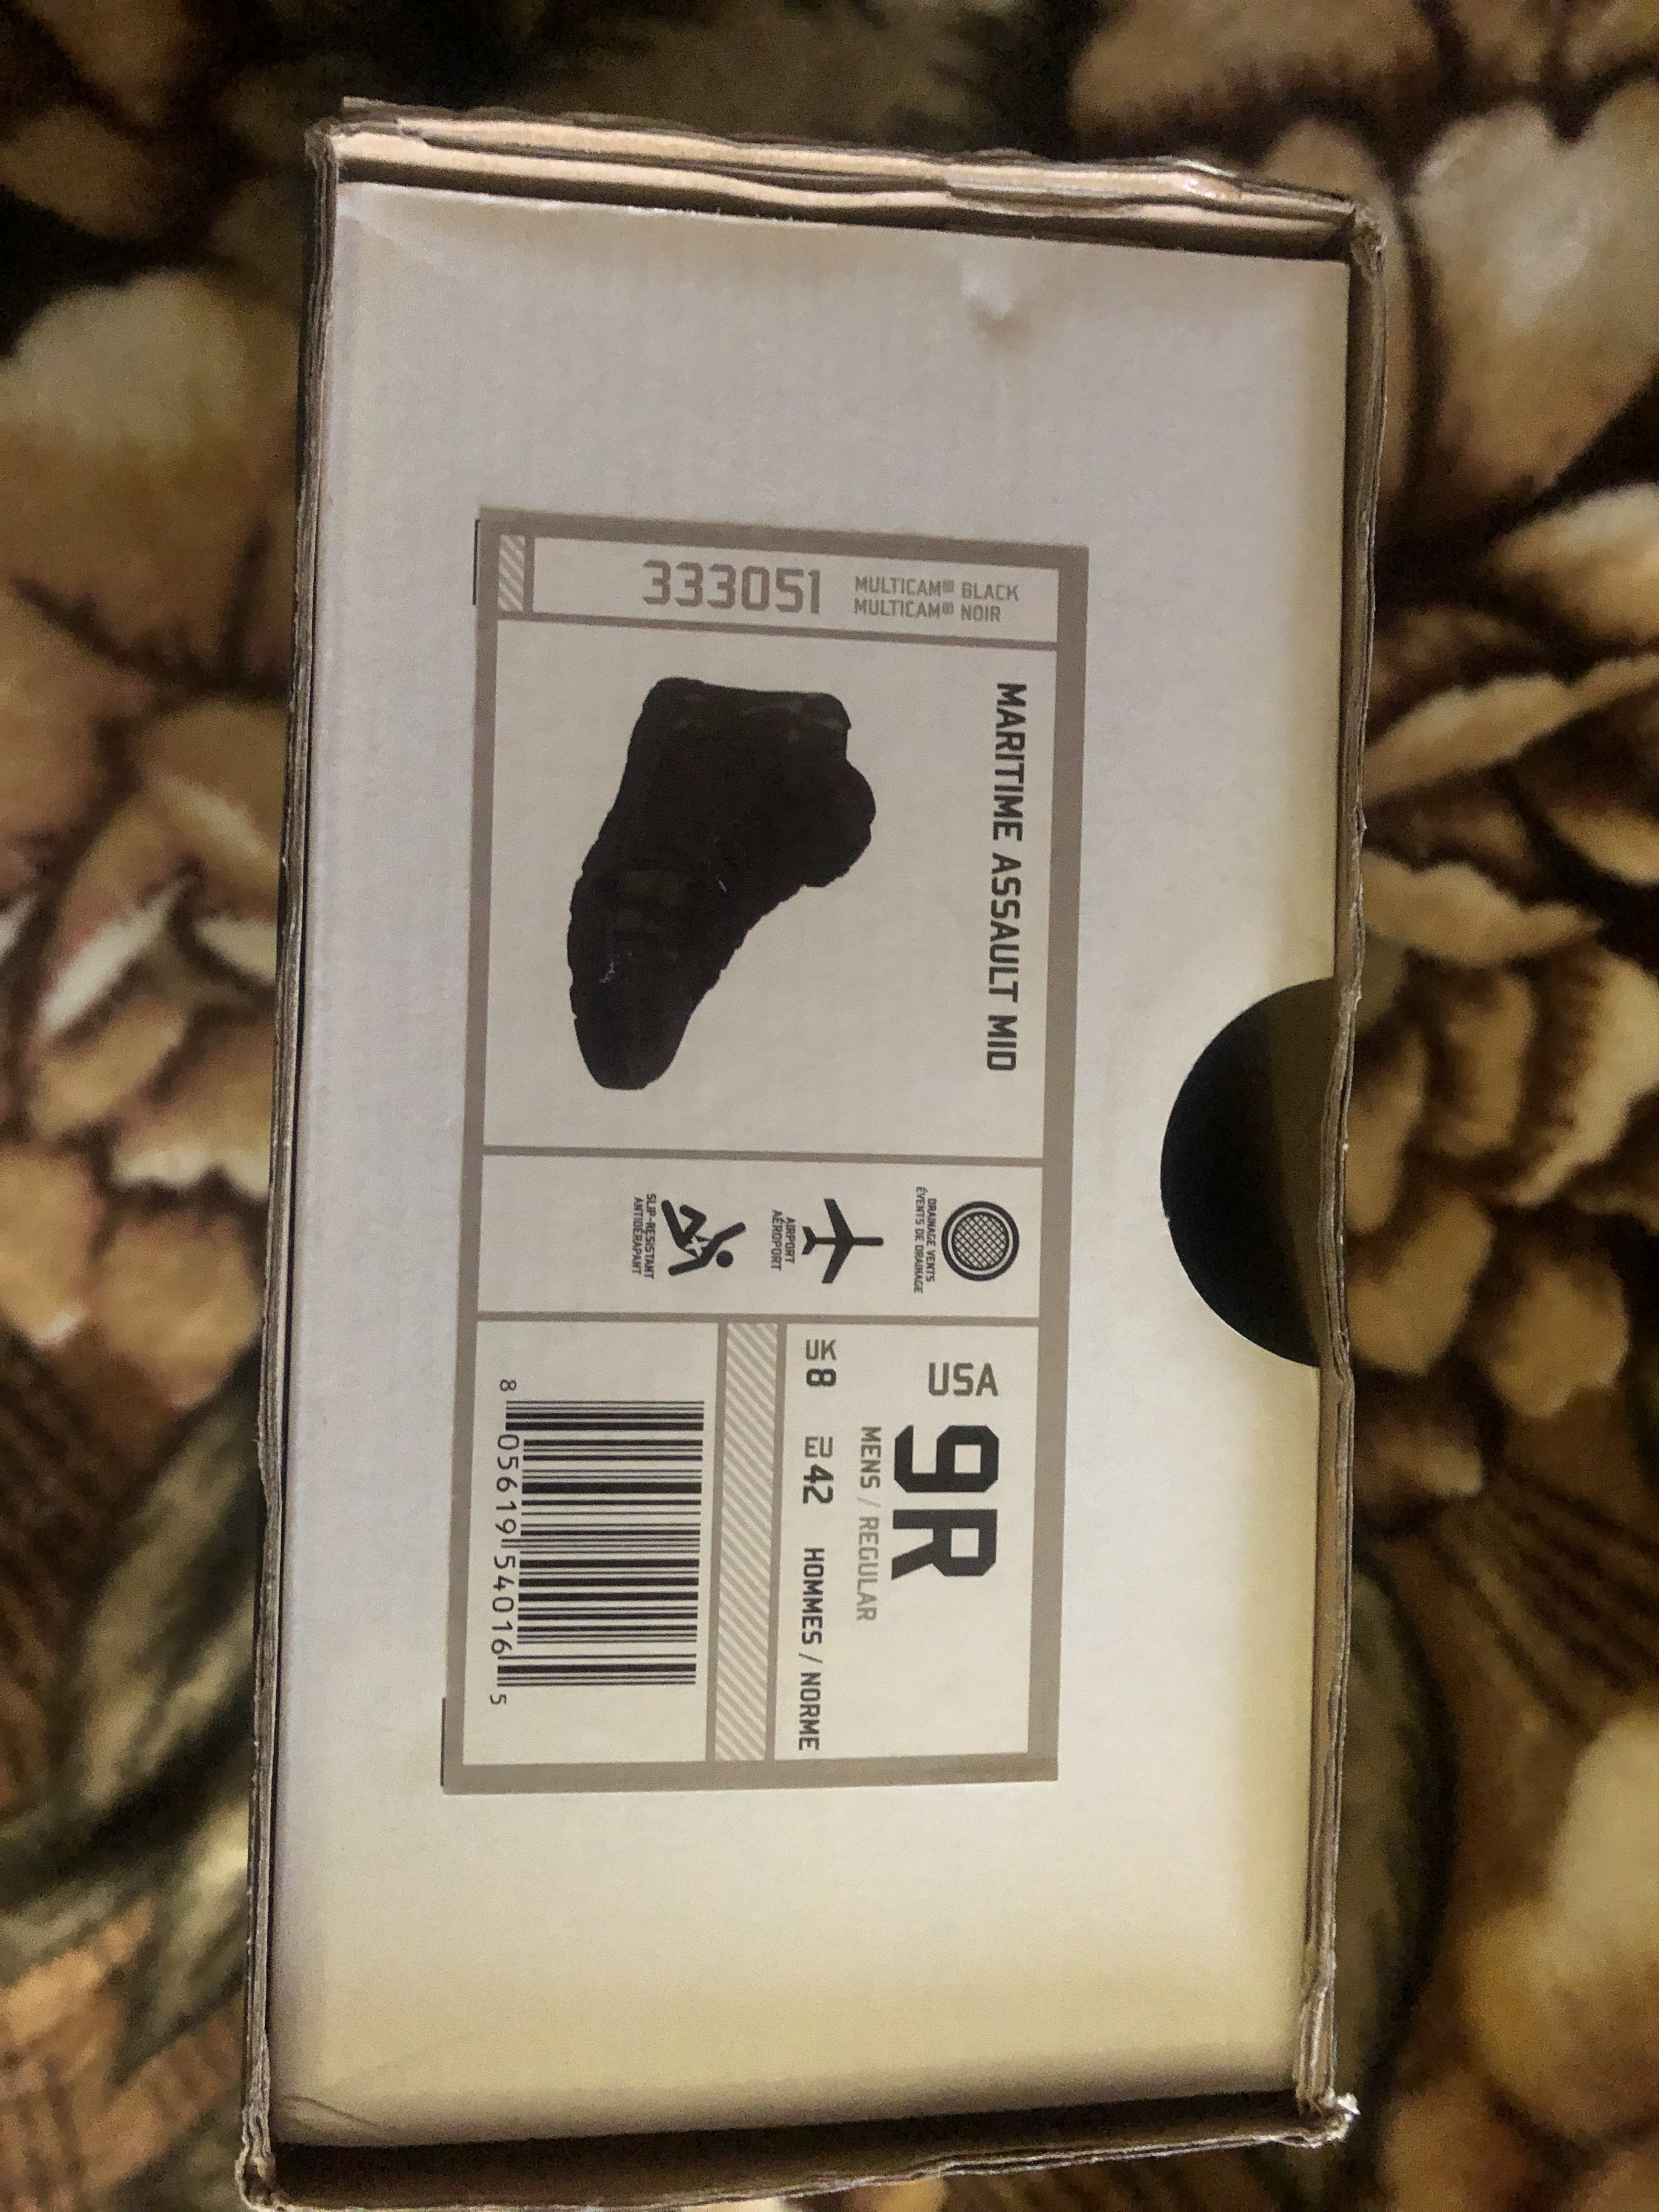 333051
MULTICAM® BLACK
MULTICAM® NOIR
MARITIME ASSAULT MID
DRAINAGE VENTS
ÉVENTS DE DRAINAGE
AIRPORT
AÉROPORT
SLIP-RESISTANT
ANTIDÉRAPANT
USA 9R
MENS / REGULAR
UK 8 EU 42 HOMMES / NORME
8 05619 54016 5